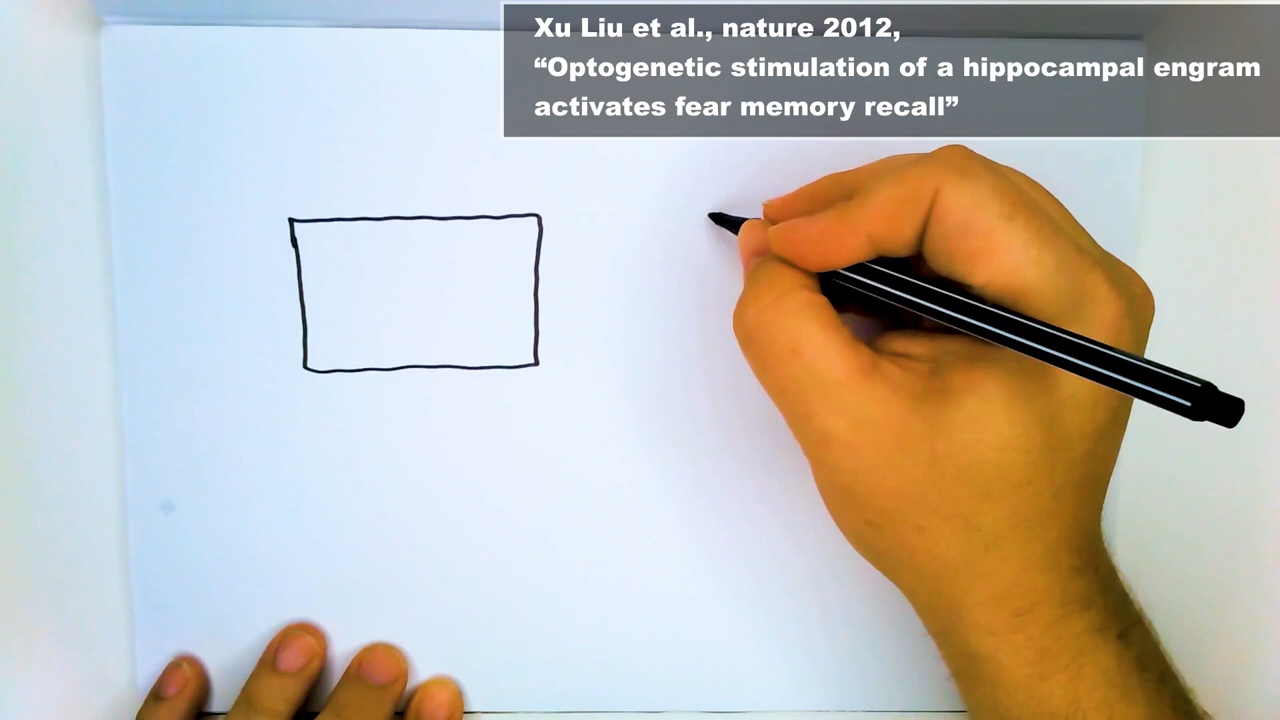 Xu Liu et al., nature 2012,
“Optogenetic stimulation of a hippocampal engram
activates fear memory recall”